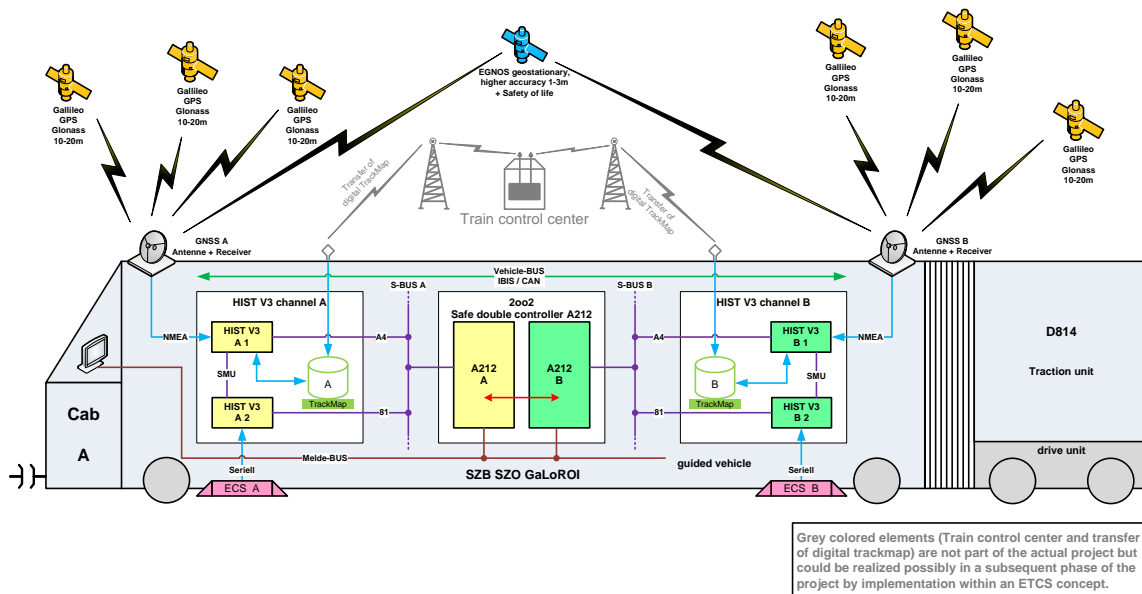 Gallileo
GPS
Glonass
10-20m
Gallileo
GPS
Glonass
10-20m
Gallileo
GPS
Glonass
10-20m
EGNOS geostationary,
higher accuracy 1-3m
+ Safety of life
Gallileo
GPS
Glonass
10-20m
Gallileo
GPS
Glonass
10-20m
Gallileo
GPS
Glonass
10-20m
Transfer of
digital TrackMap
Train control center
Transfer of
digital TrackMap
GNSS A
Antenne + Receiver
GNSS B
Antenne + Receiver
Vehicle-BUS
IBIS / CAN
S-BUS A
S-BUS B
HIST V3 channel A
2oo2
Safe double controller A212
HIST V3 channel B
NMEA
HIST V3
A 1
A4
SMU
A
TrackMap
HIST V3
A 2
81
A212
A
A212
B
A4
HIST V3
B 1
NMEA
SMU
B
TrackMap
81
HIST V3
B 2
D814
Traction unit
Cab
A
Melde-BUS
Seriell
SZB SZO GaLoROI
guided vehicle
Seriell
drive unit
ECS A
ECS B
Grey colored elements (Train control center and transfer
of digital trackmap) are not part of the actual project but
could be realized possibly in a subsequent phase of the
project by implementation within an ETCS concept.